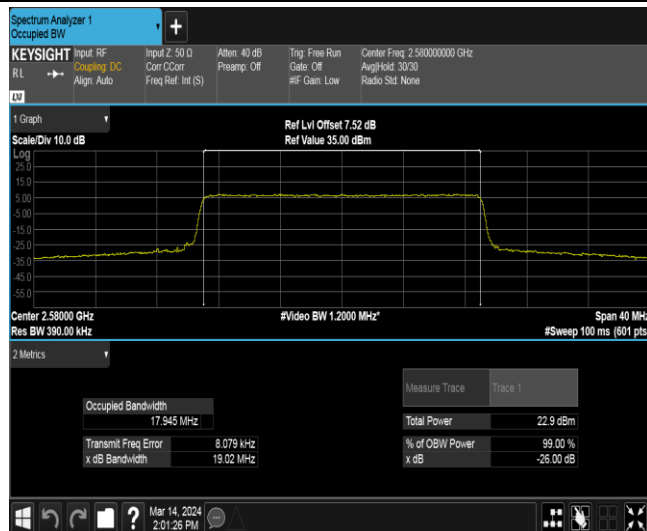 Spectrum Analyzer 1
Occupied BW
+
KEYSIGHT
RL
LXI
Input: RF
Coupling: DC
Align: Auto
Input Z: 50 Ω
Corr CCorr
Freq Ref: Int (S)
Atten: 40 dB
Preamp: Off
Trig: Free Run
Gate: Off
#IF Gain: Low
Center Freq: 2.580000000 GHz
Avg|Hold: 30/30
Radio Std: None
1 Graph
Scale/Div 10.0 dB
Ref Lvl Offset 7.52 dB
Ref Value 35.00 dBm
Log
25.0
15.0
5.00
-5.00
-15.0
-25.0
-35.0
-45.0
-55.0
Center 2.58000 GHz
#Video BW 1.2000 MHz*
Span 40 MHz
Res BW 390.00 kHz
#Sweep 100 ms (601 pts
2 Metrics
Measure Trace Trace 1
Occupied Bandwidth
17.945 MHz
Total Power 22.9 dBm
Transmit Freq Error 8.079 kHz
% of OBW Power 99.00 %
x dB Bandwidth 19.02 MHz
x dB -26.00 dB
?
Mar 14, 2024
2:01:26 PM